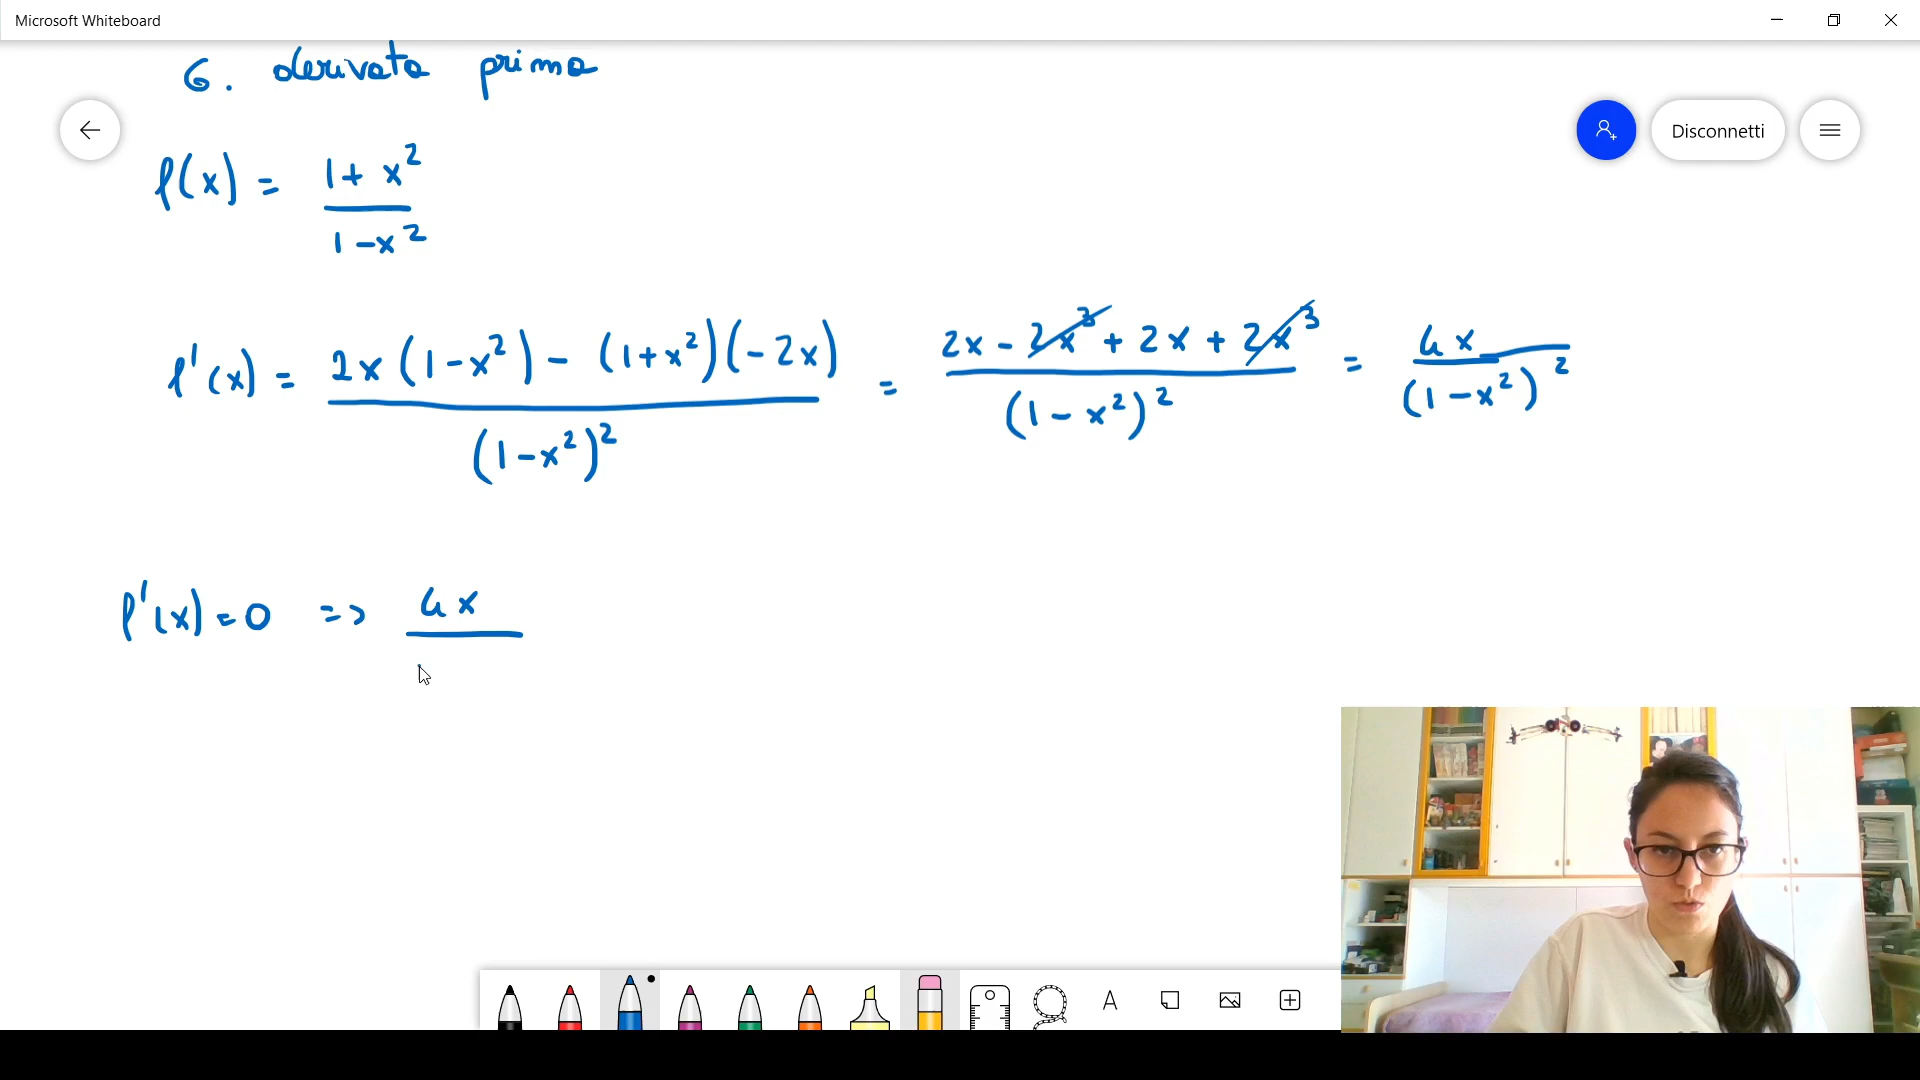 Microsoft Whiteboard
6. derivata prima
Disconnetti
f(x) = (1 + x²)/(1 - x²)
f'(x) = (2x (1 - x²) - (1 + x²)(-2x))/(1 - x²)² = (2x - 2x³ + 2x + 2x³)/(1 - x²)² = 4x/(1 - x²)²
f'(x) = 0 => 4x
A